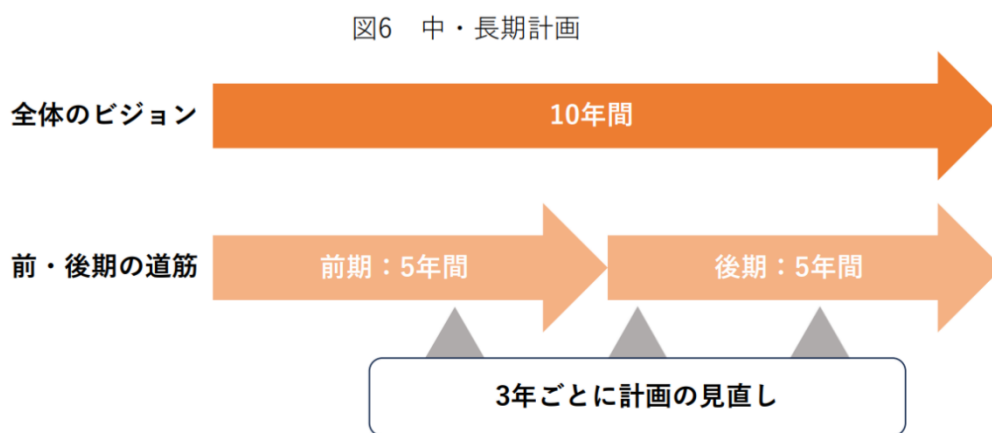 図6　中・長期計画
全体のビジョン
10年間
前・後期の道筋
前期：5年間
後期：5年間
3年ごとに計画の見直し